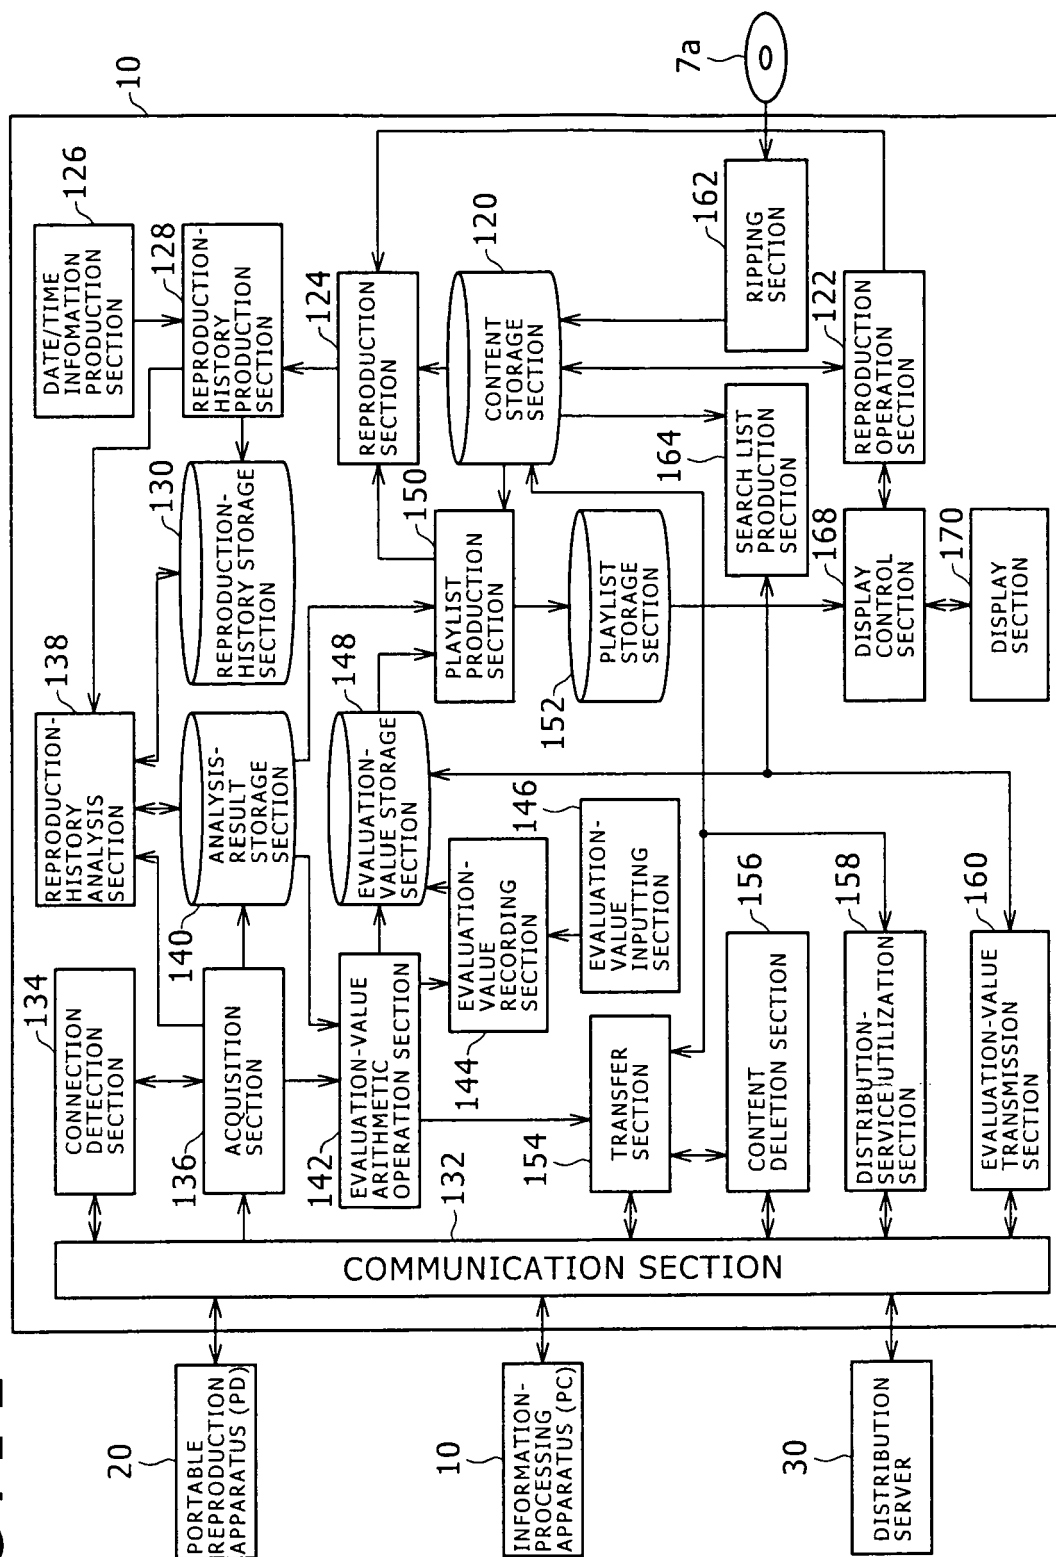 10
7a
DATE/TIME
INFOMATION
PRODUCTION
SECTION
126
REPRODUCTION-
HISTORY
PRODUCTION
SECTION
128
REPRODUCTION
SECTION
124
CONTENT
STORAGE
SECTION
120
RIPPING
SECTION
162
REPRODUCTION
OPERATION
SECTION
122
REPRODUCTION-
HISTORY STORAGE
SECTION
130
PLAYLIST
PRODUCTION
SECTION
150
PLAYLIST
STORAGE
SECTION
152
SEARCH LIST
PRODUCTION
SECTION
164
DISPLAY
CONTROL
SECTION
168
DISPLAY
SECTION
170
REPRODUCTION-
HISTORY
ANALYSIS
SECTION
138
ANALYSIS-
RESULT
STORAGE
SECTION
140
EVALUATION-
VALUE STORAGE
SECTION
148
EVALUATION-
VALUE
RECORDING
SECTION
144
EVALUATION-
VALUE
INPUTTING
SECTION
146
CONNECTION
DETECTION
SECTION
134
ACQUISITION
SECTION
136
EVALUATION-VALUE
ARITHMETIC
OPERATION SECTION
142
TRANSFER
SECTION
154
CONTENT
DELETION SECTION
156
DISTRIBUTION-
SERVICE UTILIZATION
SECTION
158
EVALUATION-VALUE
TRANSMISSION
SECTION
160
COMMUNICATION SECTION
132
PORTABLE
REPRODUCTION
APPARATUS (PD)
20
INFORMATION-
PROCESSING
APPARATUS (PC)
10
DISTRIBUTION
SERVER
30